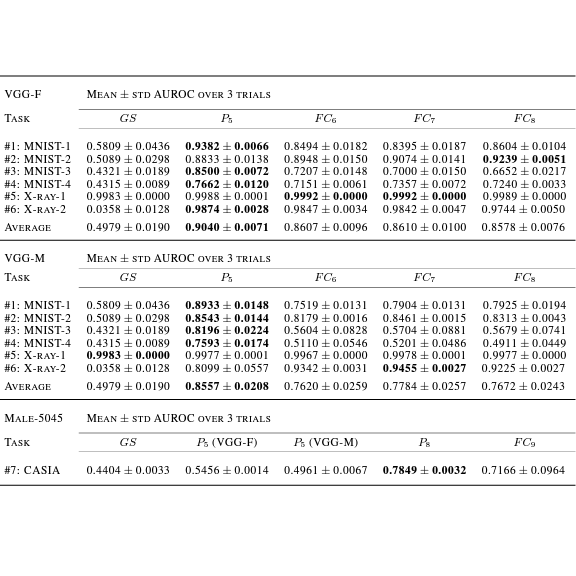 VGG-F MEAN ± STD AUROC OVER 3 TRIALS
TASK GS P5 FC6 FC7 FC8
#1: MNIST-1 0.5809 ± 0.0436 0.9382 ± 0.0066 0.8494 ± 0.0182 0.8395 ± 0.0187 0.8604 ± 0.0104
#2: MNIST-2 0.5089 ± 0.0298 0.8833 ± 0.0138 0.8948 ± 0.0150 0.9074 ± 0.0141 0.9239 ± 0.0051
#3: MNIST-3 0.4321 ± 0.0189 0.8500 ± 0.0072 0.7207 ± 0.0148 0.7000 ± 0.0150 0.6652 ± 0.0217
#4: MNIST-4 0.4315 ± 0.0089 0.7662 ± 0.0120 0.7151 ± 0.0061 0.7357 ± 0.0072 0.7240 ± 0.0033
#5: X-RAY-1 0.9983 ± 0.0000 0.9988 ± 0.0001 0.9992 ± 0.0000 0.9992 ± 0.0000 0.9989 ± 0.0000
#6: X-RAY-2 0.0358 ± 0.0128 0.9874 ± 0.0028 0.9847 ± 0.0034 0.9842 ± 0.0047 0.9744 ± 0.0050
AVERAGE 0.4979 ± 0.0190 0.9040 ± 0.0071 0.8607 ± 0.0096 0.8610 ± 0.0100 0.8578 ± 0.0076
VGG-M MEAN ± STD AUROC OVER 3 TRIALS
TASK GS P5 FC6 FC7 FC8
#1: MNIST-1 0.5809 ± 0.0436 0.8933 ± 0.0148 0.7519 ± 0.0131 0.7904 ± 0.0131 0.7925 ± 0.0194
#2: MNIST-2 0.5089 ± 0.0298 0.8543 ± 0.0144 0.8179 ± 0.0016 0.8461 ± 0.0015 0.8313 ± 0.0043
#3: MNIST-3 0.4321 ± 0.0189 0.8196 ± 0.0224 0.5604 ± 0.0828 0.5704 ± 0.0881 0.5679 ± 0.0741
#4: MNIST-4 0.4315 ± 0.0089 0.7593 ± 0.0174 0.5110 ± 0.0546 0.5201 ± 0.0486 0.4911 ± 0.0449
#5: X-RAY-1 0.9983 ± 0.0000 0.9977 ± 0.0001 0.9967 ± 0.0000 0.9978 ± 0.0001 0.9977 ± 0.0000
#6: X-RAY-2 0.0358 ± 0.0128 0.8099 ± 0.0557 0.9342 ± 0.0031 0.9455 ± 0.0027 0.9225 ± 0.0027
AVERAGE 0.4979 ± 0.0190 0.8557 ± 0.0208 0.7620 ± 0.0259 0.7784 ± 0.0257 0.7672 ± 0.0243
MALE-5045 MEAN ± STD AUROC OVER 3 TRIALS
TASK GS P5 (VGG-F) P5 (VGG-M) P8 FC9
#7: CASIA 0.4404 ± 0.0033 0.5456 ± 0.0014 0.4961 ± 0.0067 0.7849 ± 0.0032 0.7166 ± 0.0964